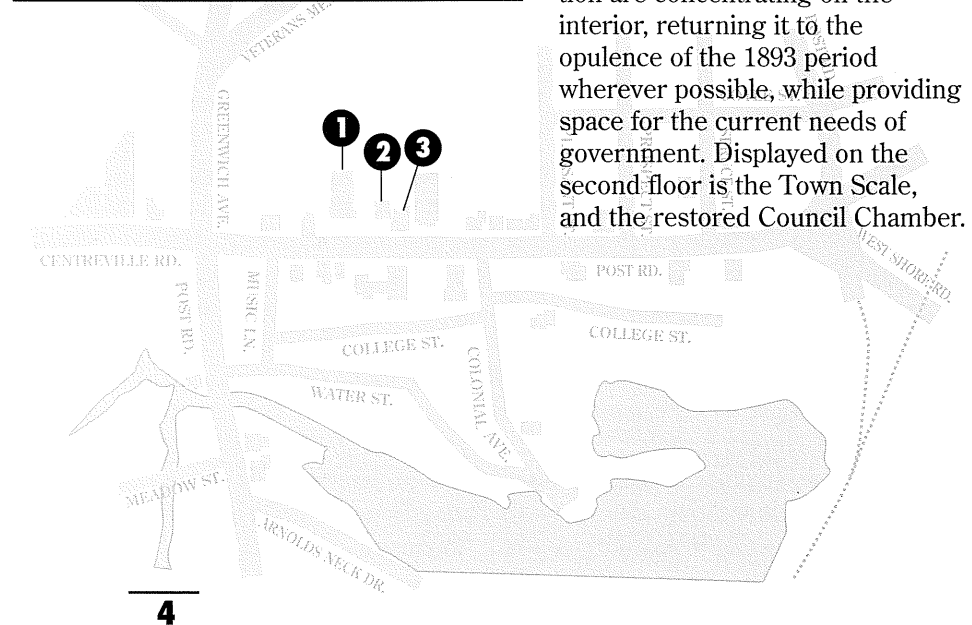 tion are concentrating on the
interior, returning it to the
opulence of the 1893 period
wherever possible, while providing
space for the current needs of
government. Displayed on the
second floor is the Town Scale,
and the restored Council Chamber.
VETERANS
GREENWICH AVE.
1
2
3
CENTREVILLE RD.
POST RD.
WEST SHORE RD.
POST RD.
MUSIC LN.
COLLEGE ST.
COLLEGE ST.
COLONIAL AVE.
WATER ST.
MEADOW ST.
ARNOLDS NECK DR.
4